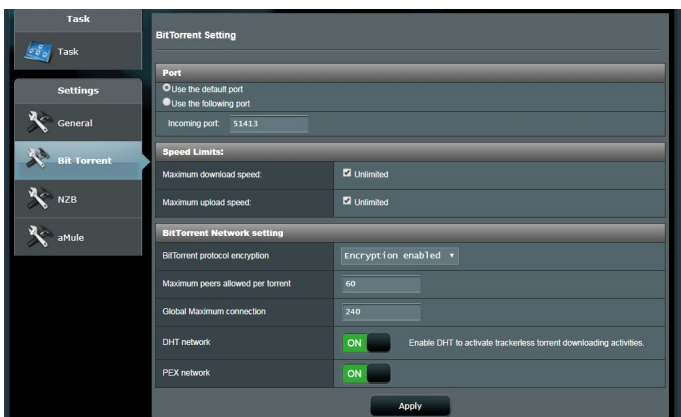 Task
Task
Settings
General
Bit Torrent
NZB
aMule
BitTorrent Setting
Port
Use the default port
Use the following port
Incoming port: 51413
Speed Limits:
Maximum download speed: Unlimited
Maximum upload speed: Unlimited
BitTorrent Network setting
BitTorrent protocol encryption Encryption enabled
Maximum peers allowed per torrent 60
Global Maximum connection 240
DHT network ON Enable DHT to activate trackerless torrent downloading activities.
PEX network ON
Apply